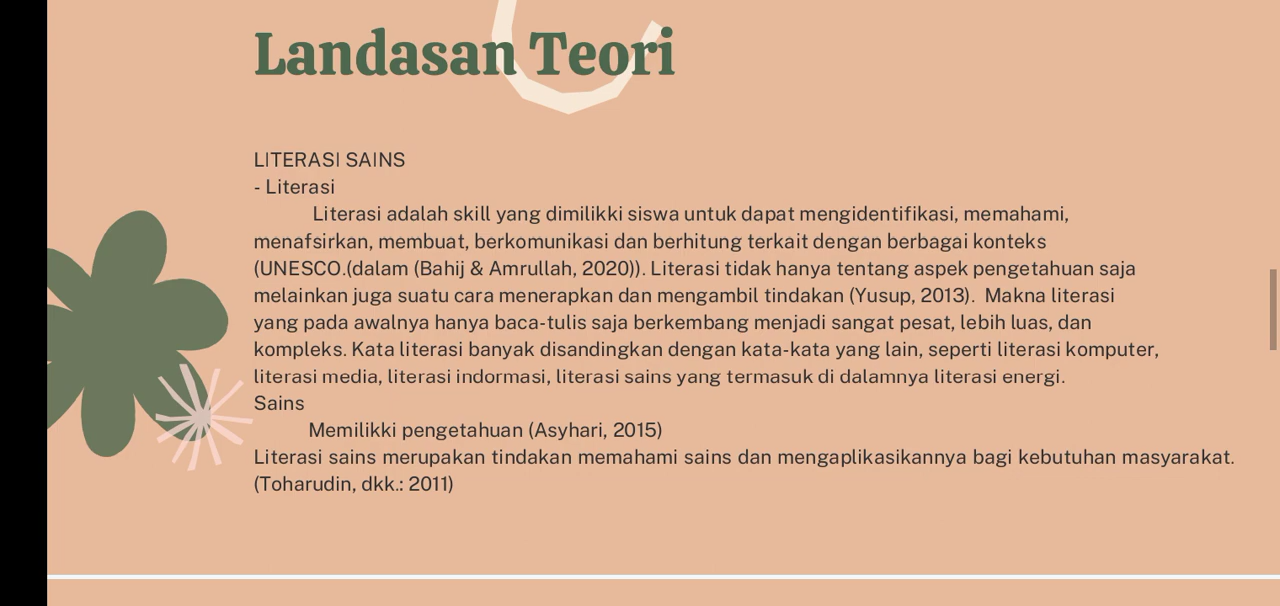 Landasan Teori
LITERASI SAINS
- Literasi
Literasi adalah skill yang dimilikki siswa untuk dapat mengidentifikasi, memahami,
menafsirkan, membuat, berkomunikasi dan berhitung terkait dengan berbagai konteks
(UNESCO.(dalam (Bahij & Amrullah, 2020)). Literasi tidak hanya tentang aspek pengetahuan saja
melainkan juga suatu cara menerapkan dan mengambil tindakan (Yusup, 2013).  Makna literasi
yang pada awalnya hanya baca-tulis saja berkembang menjadi sangat pesat, lebih luas, dan
kompleks. Kata literasi banyak disandingkan dengan kata-kata yang lain, seperti literasi komputer,
literasi media, literasi indormasi, literasi sains yang termasuk di dalamnya literasi energi.
Sains
Memilikki pengetahuan (Asyhari, 2015)
Literasi sains merupakan tindakan memahami sains dan mengaplikasikannya bagi kebutuhan masyarakat.
(Toharudin, dkk.: 2011)